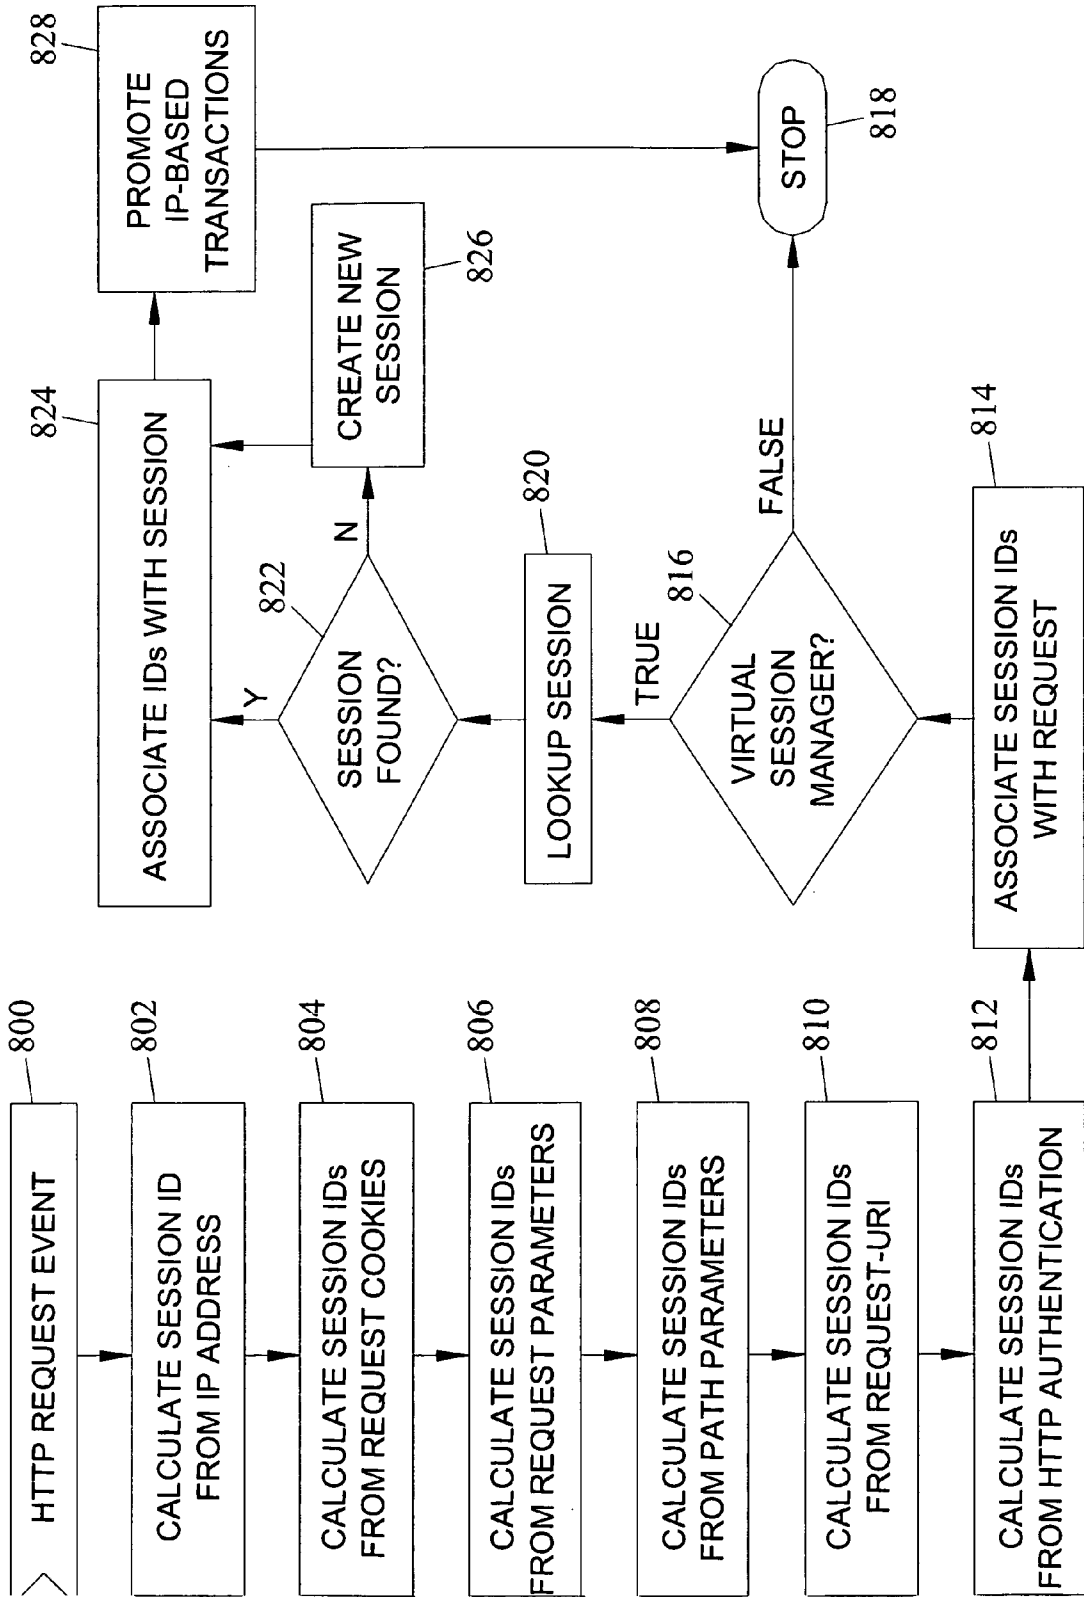 HTTP REQUEST EVENT
800
CALCULATE SESSION ID
FROM IP ADDRESS
802
CALCULATE SESSION IDs
FROM REQUEST COOKIES
804
CALCULATE SESSION IDs
FROM REQUEST PARAMETERS
806
CALCULATE SESSION IDs
FROM PATH PARAMETERS
808
CALCULATE SESSION IDs
FROM REQUEST-URI
810
CALCULATE SESSION IDs
FROM HTTP AUTHENTICATION
812
ASSOCIATE SESSION IDs
WITH REQUEST
814
VIRTUAL
SESSION
MANAGER?
816
TRUE
FALSE
STOP
818
LOOKUP SESSION
820
SESSION
FOUND?
822
Y
N
ASSOCIATE IDs WITH SESSION
824
CREATE NEW
SESSION
826
PROMOTE
IP-BASED
TRANSACTIONS
828